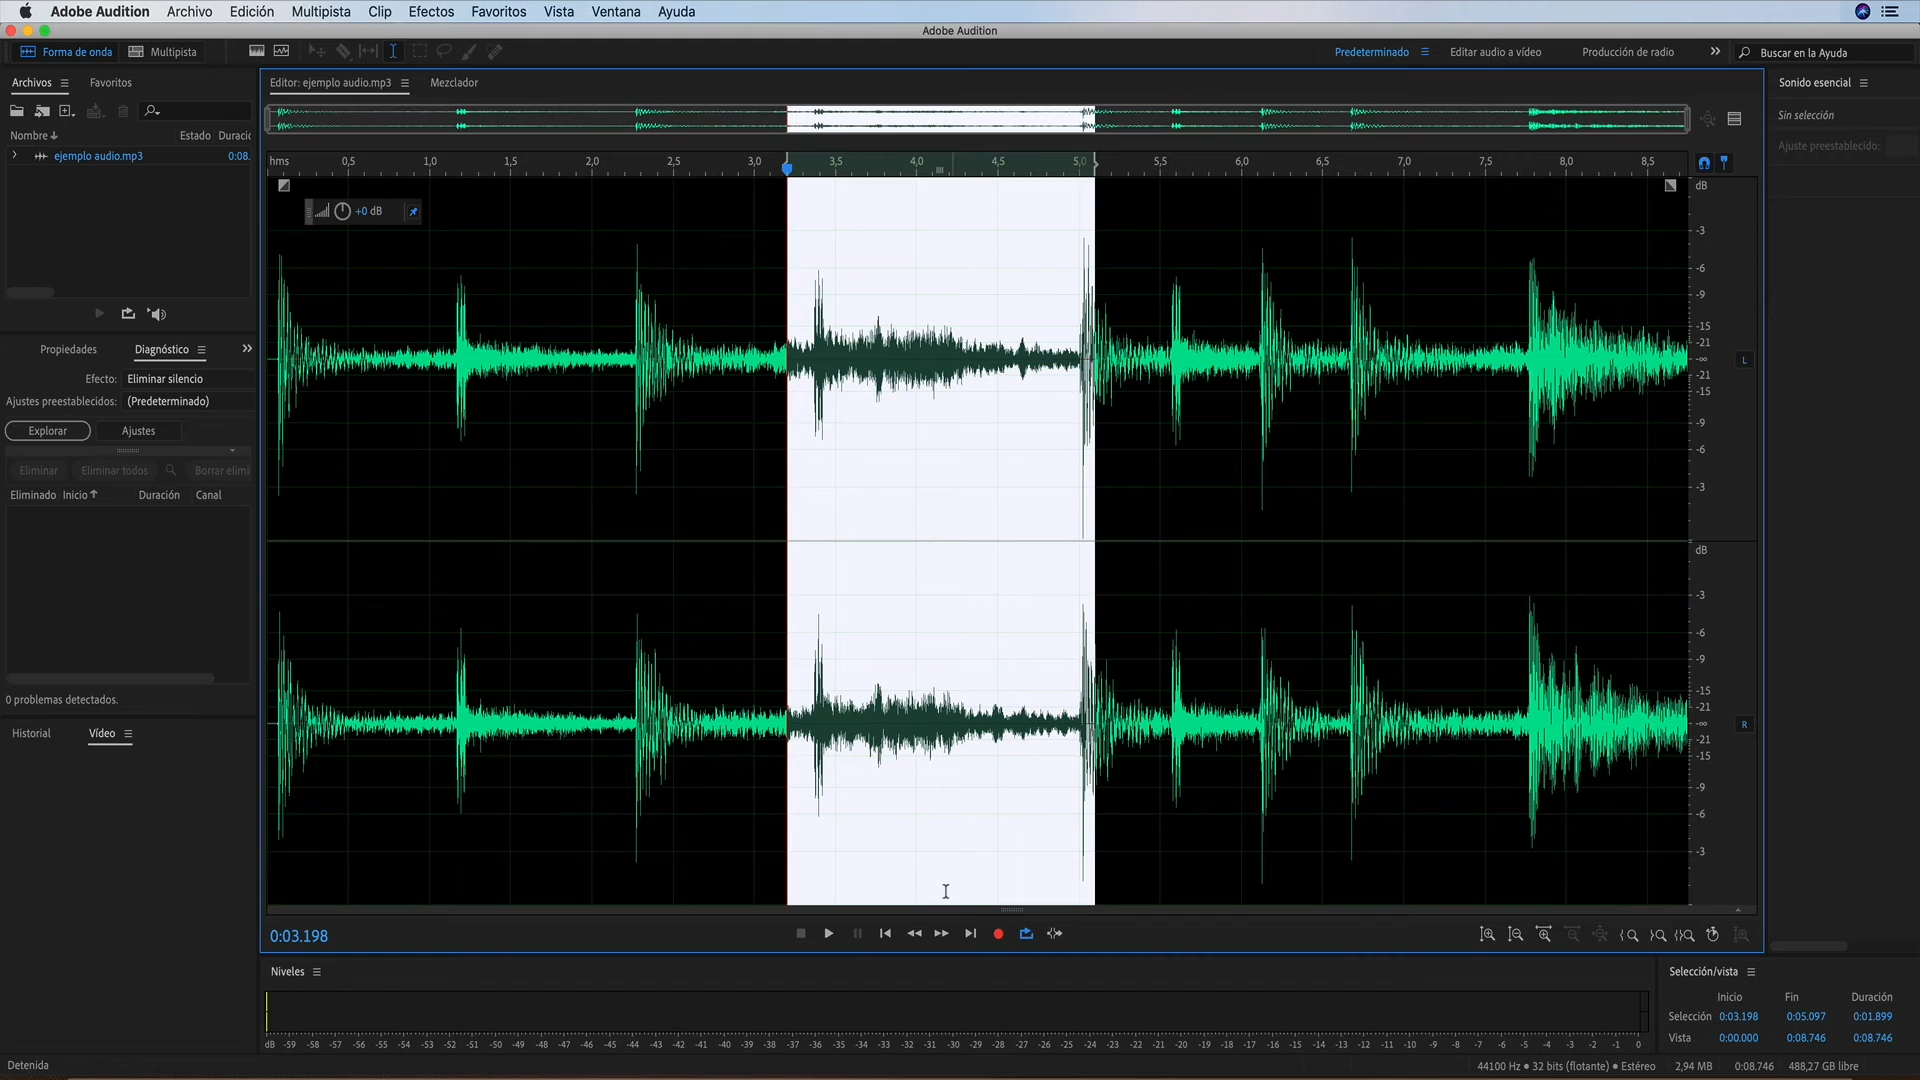 Adobe Audition Archivo Edición Multipista Clip Efectos Favoritos Vista Ventana Ayuda
Adobe Audition
Forma de onda Multipista Predeterminado Editar audio a vídeo Producción de radio Buscar en la Ayuda
Archivos Favoritos
Nombre Estado Duració
ejemplo audio.mp3 0:08.
Propiedades Diagnóstico
Efecto: Eliminar silencio
Ajustes preestablecidos: (Predeterminado)
Explorar Ajustes
Eliminar Eliminar todos Borrar elimi
Eliminado Inicio Duración Canal
0 problemas detectados.
Historial Vídeo
Editor: ejemplo audio.mp3 Mezclador
hms 0,5 1,0 1,5 2,0 2,5 3,0 3,5 4,0 4,5 5,0 5,5 6,0 6,5 7,0 7,5 8,0 8,5
+0 dB
dB
-3
-6
-9
-15
-21
-∞
-21
-15
-9
-6
-3
L
dB
-3
-6
-9
-15
-21
-∞
-21
-15
-9
-6
-3
R
0:03.198
Sonido esencial
Sin selección
Ajuste preestablecido:
Niveles
dB -59 -58 -57 -56 -55 -54 -53 -52 -51 -50 -49 -48 -47 -46 -45 -44 -43 -42 -41 -40 -39 -38 -37 -36 -35 -34 -33 -32 -31 -30 -29 -28 -27 -26 -25 -24 -23 -22 -21 -20 -19 -18 -17 -16 -15 -14 -13 -12 -11 -10 -9 -8 -7 -6 -5 -4 -3 -2 -1 0
Selección/vista
Inicio Fin Duración
Selección 0:03.198 0:05.097 0:01.899
Vista 0:00.000 0:08.746 0:08.746
Detenida
44100 Hz • 32 bits (flotante) • Estéreo 2,94 MB 0:08.746 488,27 GB libre